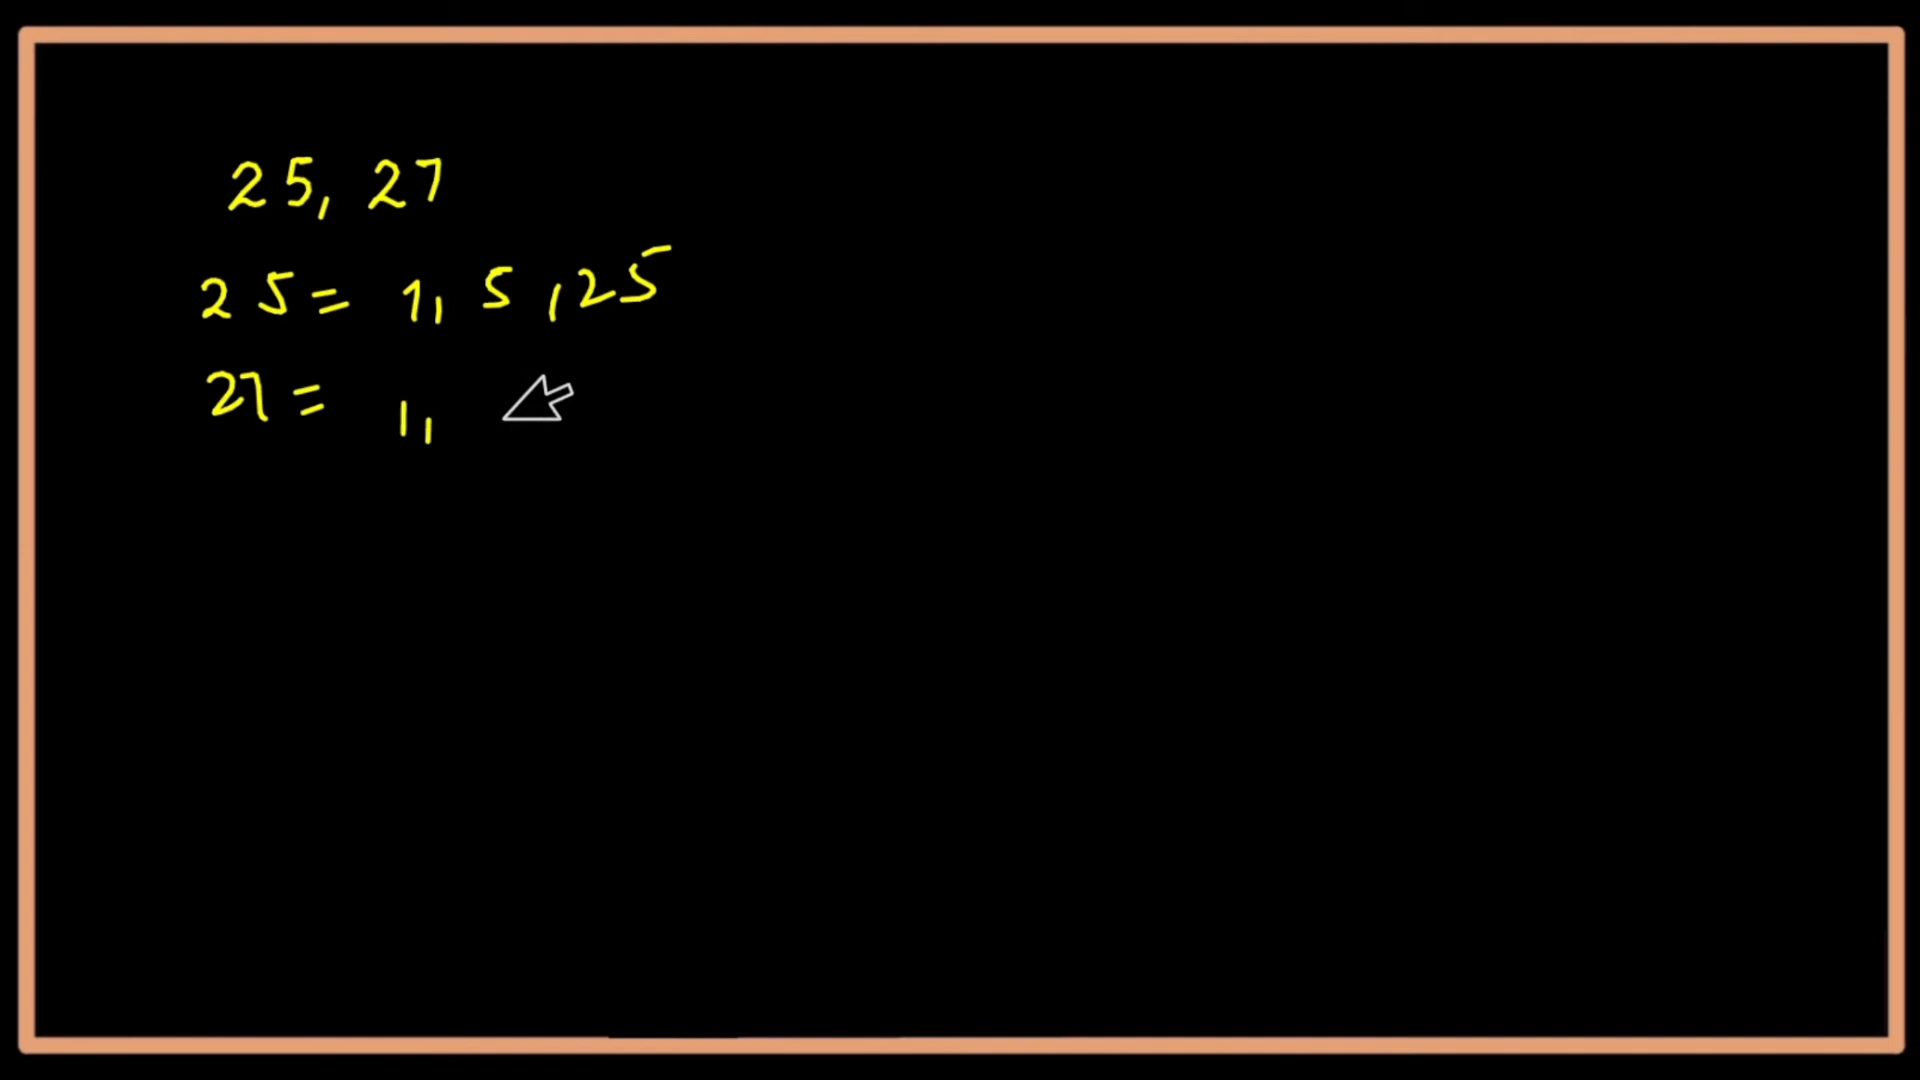 25, 27
25 = 1, 5, 25
27 = 1,